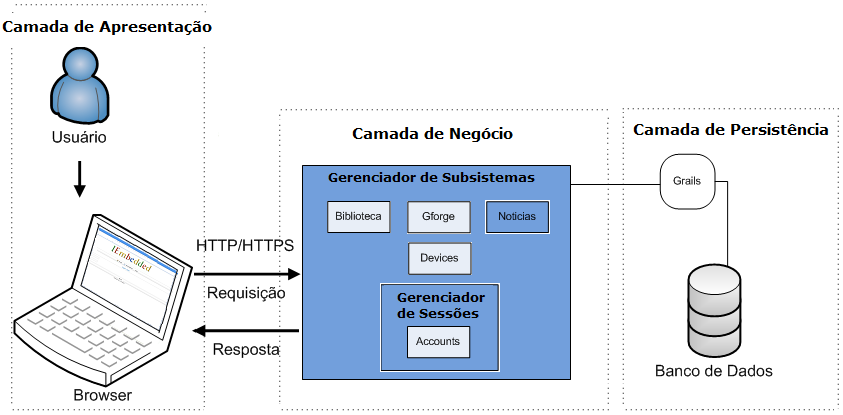 Camada de Apresentação
Usuário
IEmbedded
Browser
HTTP/HTTPS
Requisição
Resposta
Camada de Negócio
Gerenciador de Subsistemas
Biblioteca
Gforge
Noticias
Devices
Gerenciador
de Sessões
Accounts
Camada de Persistência
Grails
Banco de Dados